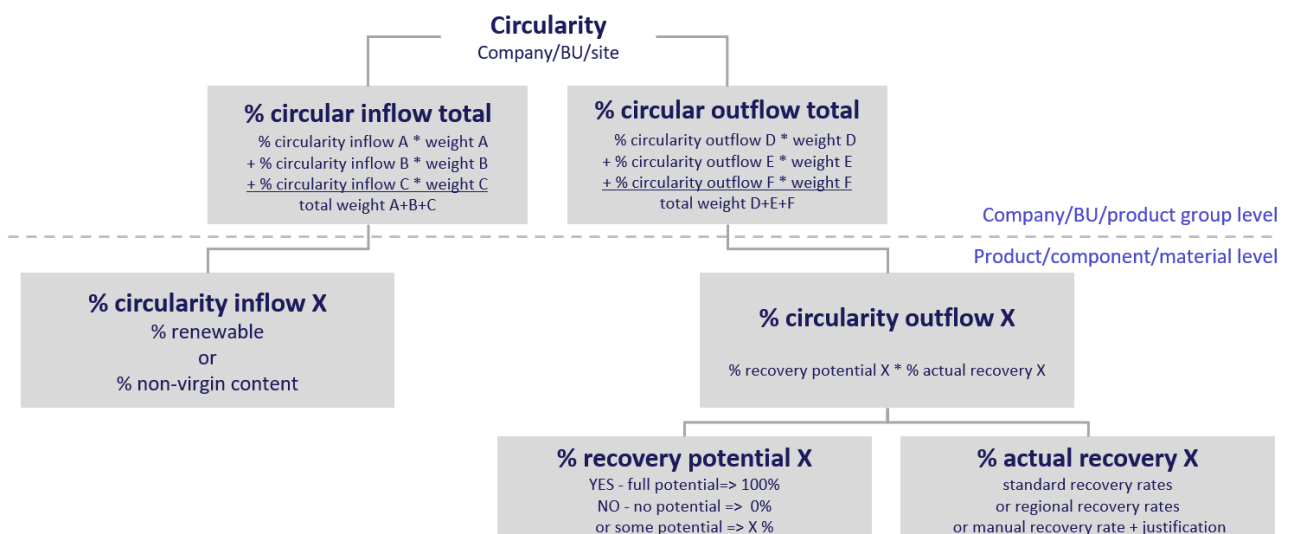 Circularity
Company/BU/site
% circular inflow total
% circularity inflow A * weight A
+ % circularity inflow B * weight B
+ % circularity inflow C * weight C
total weight A+B+C
% circular outflow total
% circularity outflow D * weight D
+ % circularity outflow E * weight E
+ % circularity outflow F * weight F
total weight D+E+F
Company/BU/product group level
Product/component/material level
% circularity inflow X
% renewable
or
% non-virgin content
% circularity outflow X
% recovery potential X * % actual recovery X
% recovery potential X
YES - full potential=> 100%
NO - no potential => 0%
or some potential => X %
% actual recovery X
standard recovery rates
or regional recovery rates
or manual recovery rate + justification